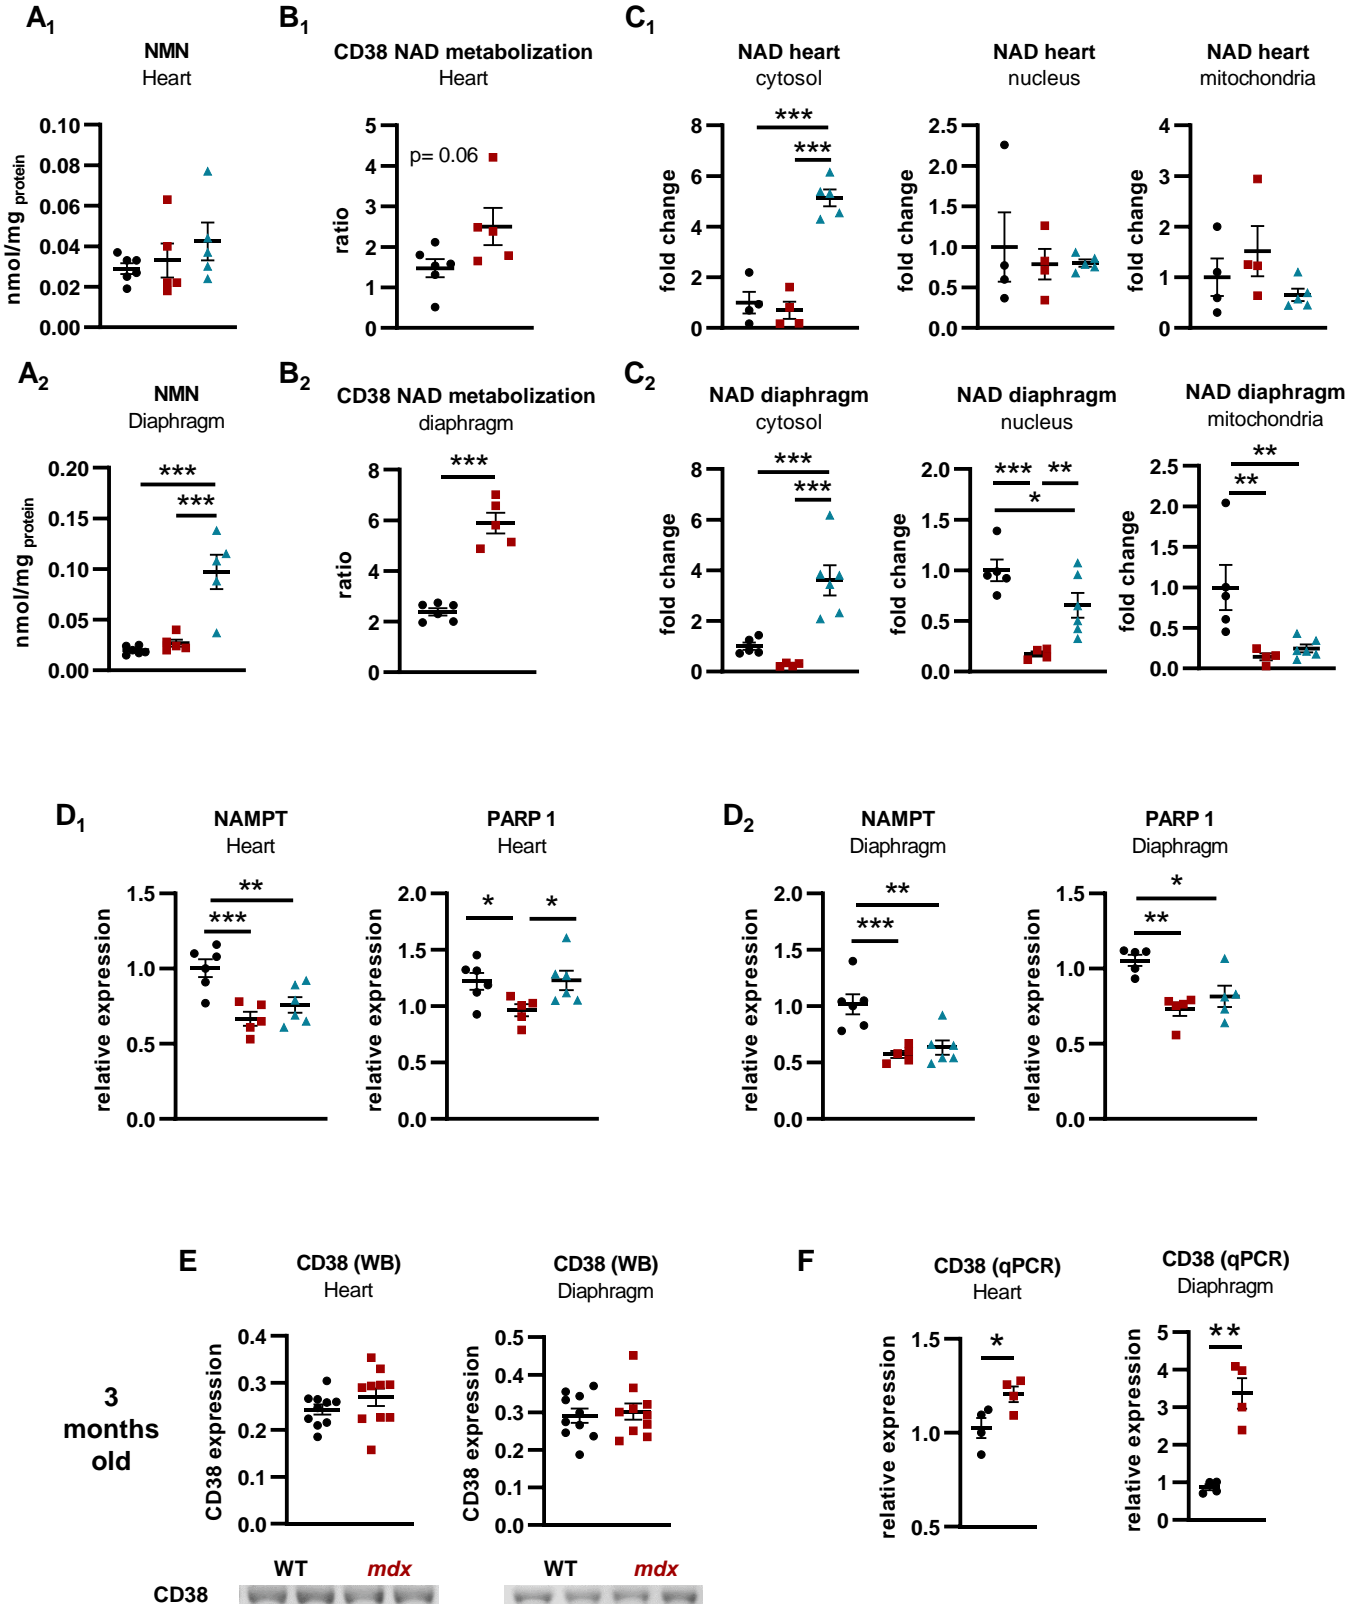 A1
B1
C1
NMN
Heart
CD38 NAD metabolization
Heart
NAD heart
cytosol
NAD heart
nucleus
NAD heart
mitochondria
nmol/mg protein
0.10
0.08
0.06
0.04
0.02
0.00
ratio
5
4
3
2
1
0
p= 0.06
fold change
8
6
4
2
0
***
***
fold change
2.5
2.0
1.5
1.0
0.5
0.0
fold change
4
3
2
1
0
A2
B2
C2
NMN
Diaphragm
CD38 NAD metabolization
diaphragm
NAD diaphragm
cytosol
NAD diaphragm
nucleus
NAD diaphragm
mitochondria
nmol/mg protein
0.20
0.15
0.10
0.05
0.00
***
***
ratio
8
6
4
2
0
***
fold change
8
6
4
2
0
***
***
fold change
2.0
1.5
1.0
0.5
0.0
*** **
*
fold change
2.5
2.0
1.5
1.0
0.5
0.0
**
**
D1
D2
NAMPT
Heart
PARP 1
Heart
NAMPT
Diaphragm
PARP 1
Diaphragm
relative expression
1.5
1.0
0.5
0.0
**
***
relative expression
2.0
1.5
1.0
0.5
0.0
* *
relative expression
2.0
1.5
1.0
0.5
0.0
**
***
relative expression
1.5
1.0
0.5
0.0
*
**
E
F
CD38 (WB)
Heart
CD38 (WB)
Diaphragm
CD38 (qPCR)
Heart
CD38 (qPCR)
Diaphragm
3
months
old
CD38 expression
0.4
0.3
0.2
0.1
0.0
CD38 expression
0.5
0.4
0.3
0.2
0.1
0.0
relative expression
1.5
1.0
0.5
*
relative expression
5
4
3
2
1
0
**
WT mdx
WT mdx
CD38